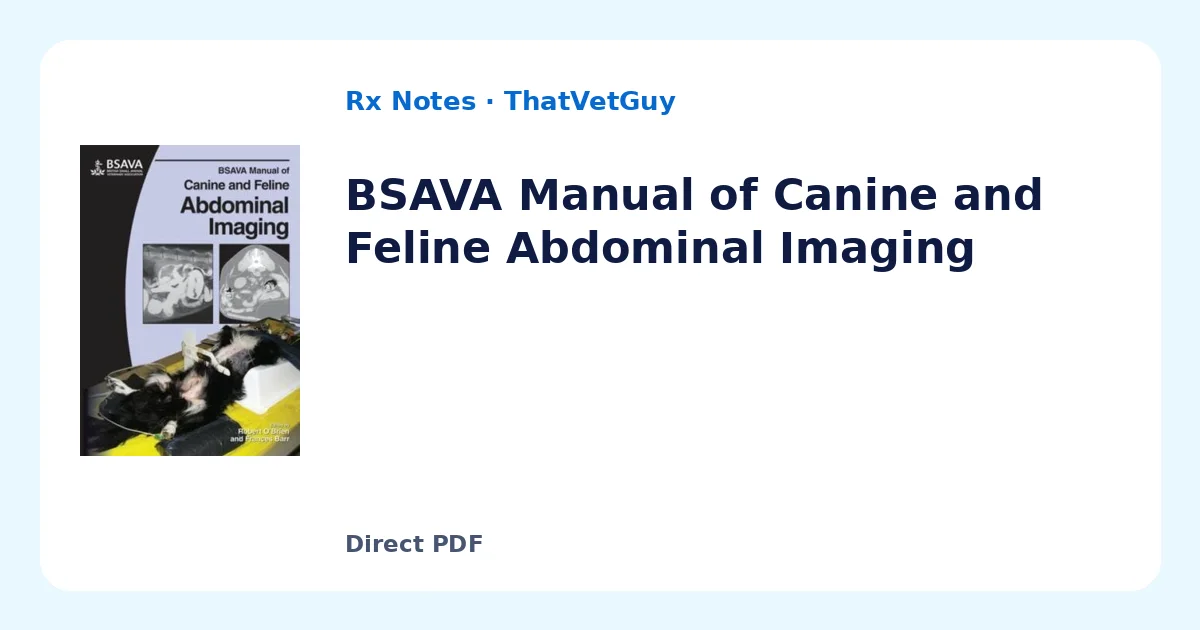 Rx Notes · ThatVetGuy
BSAVA Manual of Canine and
Feline Abdominal Imaging
BSAVA
BSAVA Manual of
Canine and Feline
Abdominal
Imaging
Robert O'Brien
and Frances Barr
Direct PDF